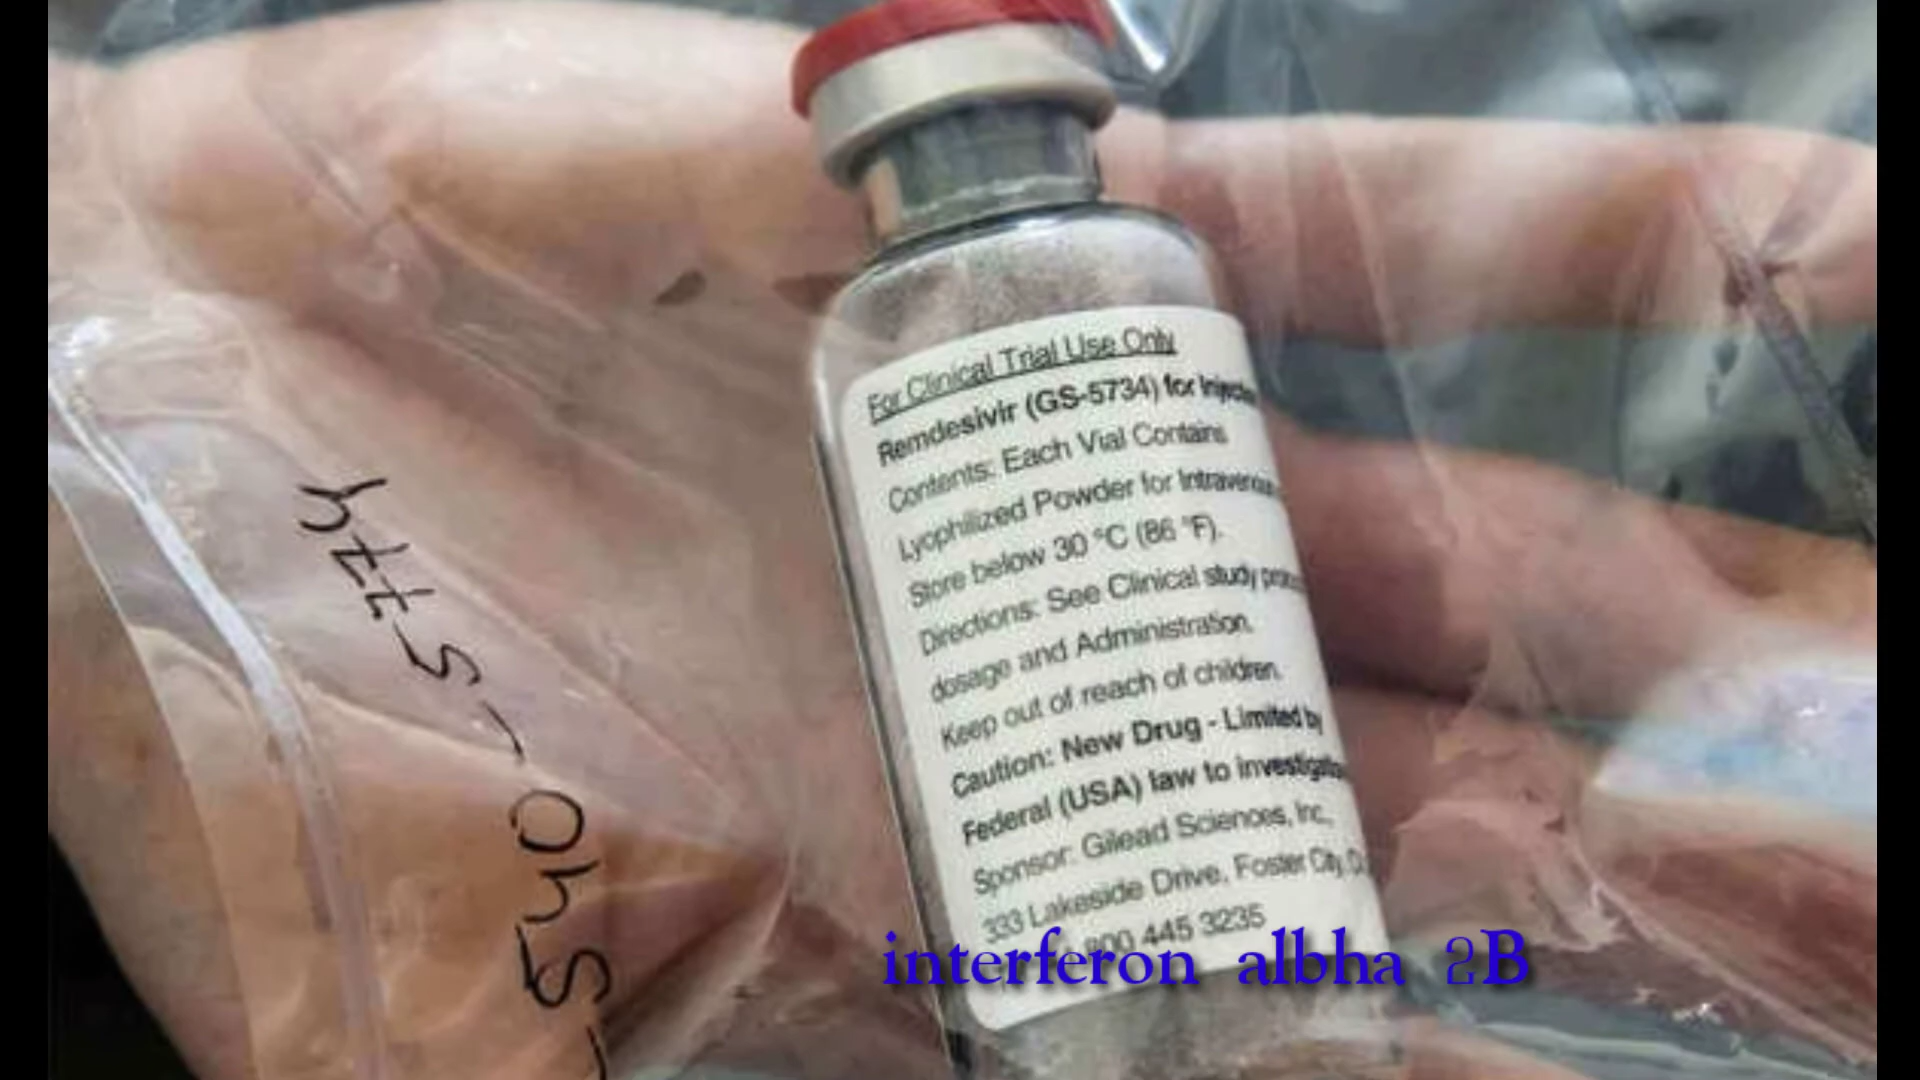 For Clinical Trial Use Only
Remdesivir (GS-5734) for
Contents: Each Vial Contains
Lyophilized Powder for
Store below 30 °C (86 °F).
Directions: See Clinical study
dosage and Administration.
Keep out of reach of children.
Caution: New Drug - Limited by
Federal (USA) law to
Sponsor: Gilead Sciences, Inc.,
333 Lakeside Drive, Foster City,
800 445 3235
interferon albha 2B